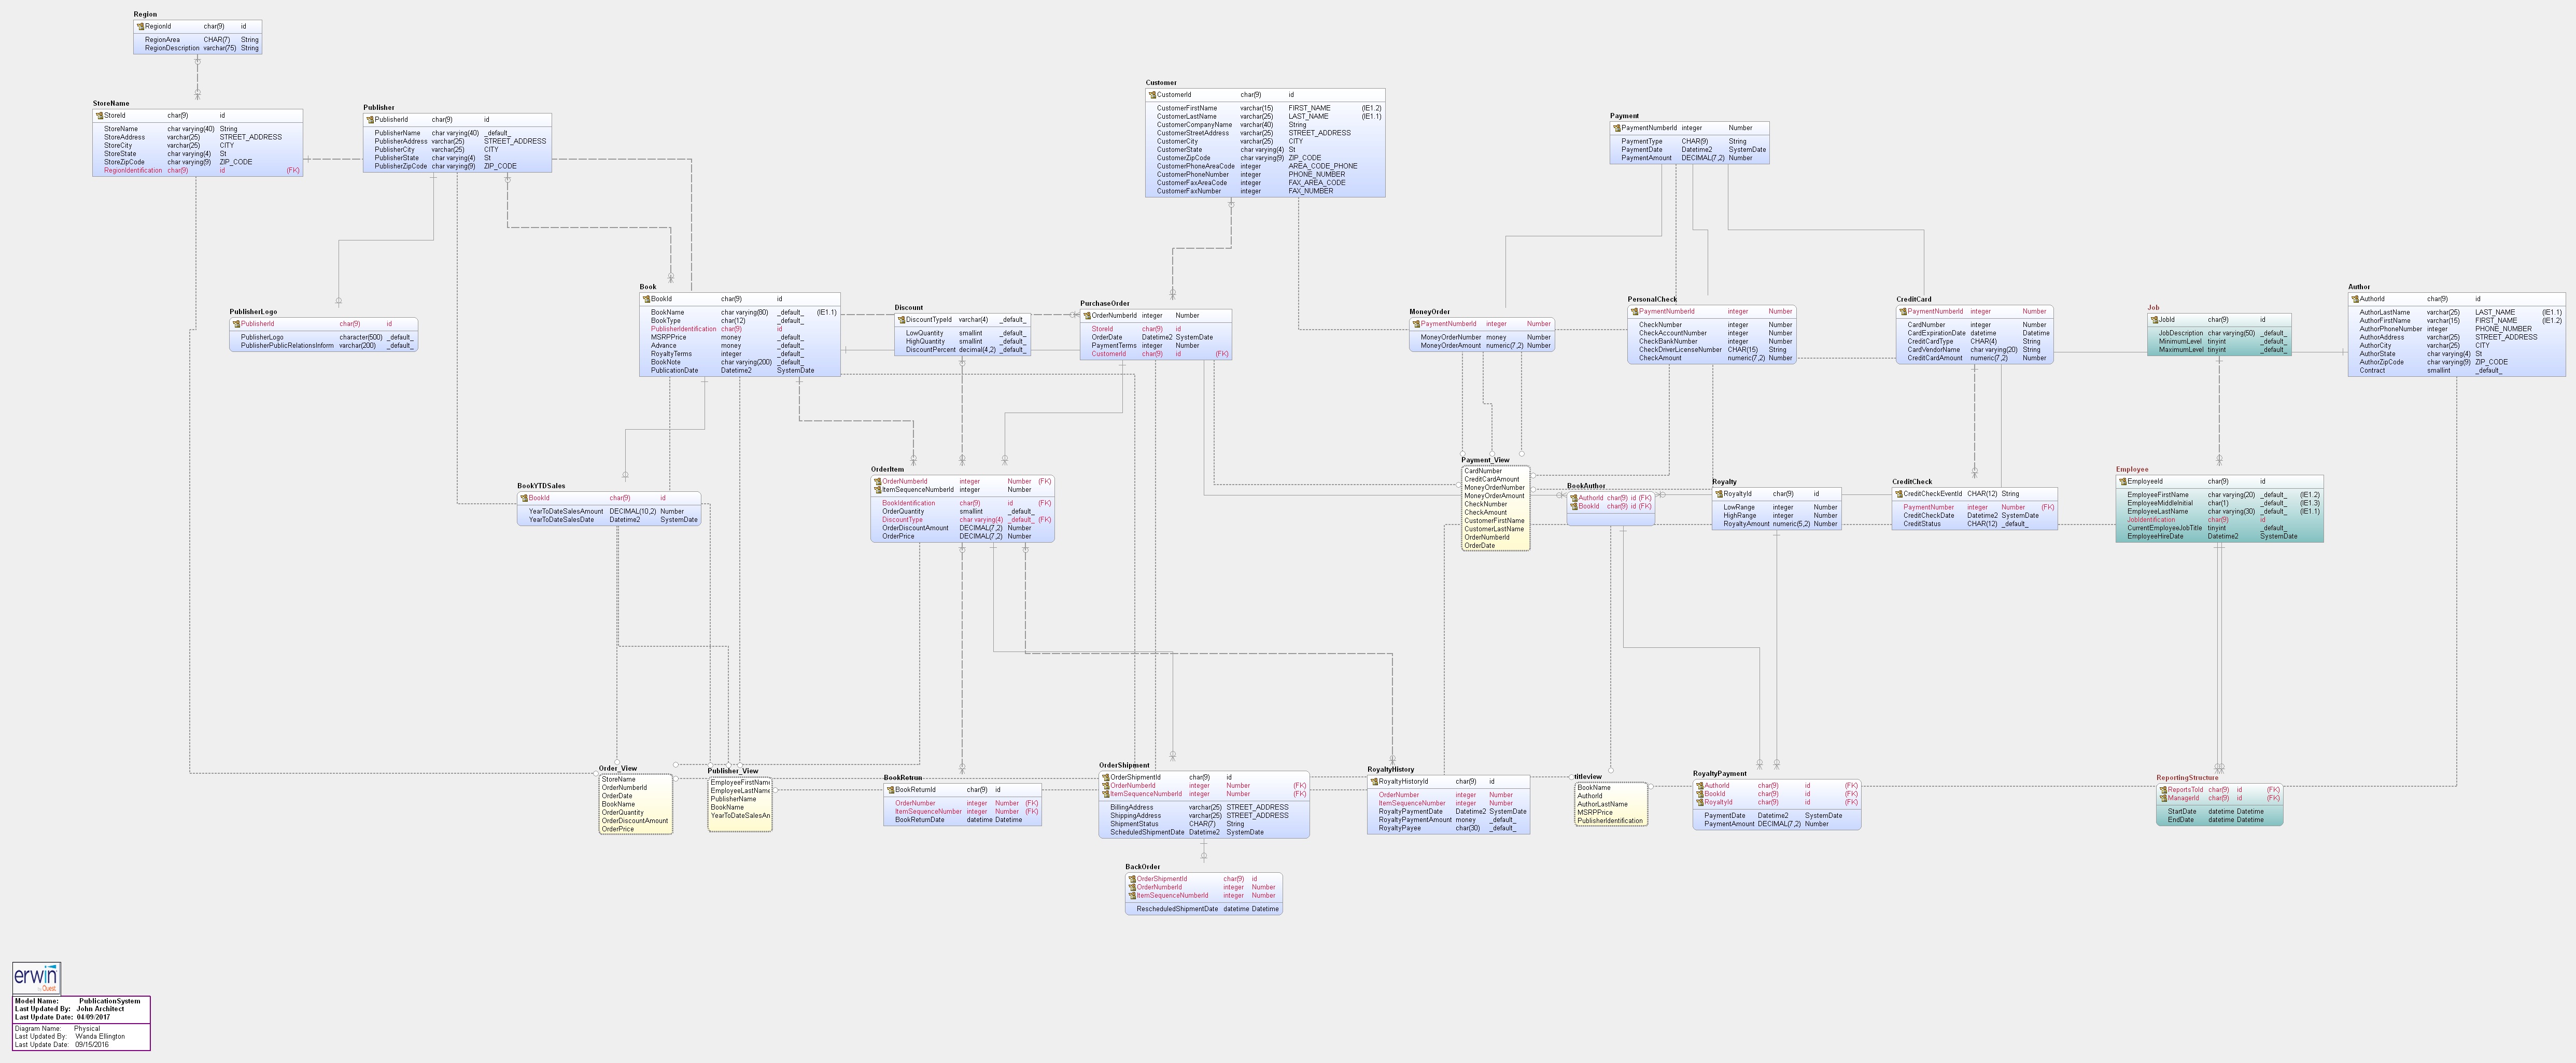 Region
RegionId char(9) id
RegionArea CHAR(7) String
RegionDescription varchar(75) String
StoreName
StoreId char(9) id
StoreName char varying(40) String
StoreAddress varchar(25) STREET_ADDRESS
StoreCity varchar(25) CITY
StoreState char varying(4) St
StoreZipCode char varying(9) ZIP_CODE
RegionIdentification char(9) id (FK)
Publisher
PublisherId char(9) id
PublisherName char varying(40) _default_
PublisherAddress varchar(25) STREET_ADDRESS
PublisherCity varchar(25) CITY
PublisherState char varying(4) St
PublisherZipCode char varying(9) ZIP_CODE
Customer
CustomerId char(9) id
CustomerFirstName varchar(15) FIRST_NAME (IE1.2)
CustomerLastName varchar(25) LAST_NAME (IE1.1)
CustomerCompanyName varchar(40) String
CustomerStreetAddress varchar(25) STREET_ADDRESS
CustomerCity varchar(25) CITY
CustomerState char varying(4) St
CustomerZipCode char varying(9) ZIP_CODE
CustomerPhoneAreaCode integer AREA_CODE_PHONE
CustomerPhoneNumber integer PHONE_NUMBER
CustomerFaxAreaCode integer FAX_AREA_CODE
CustomerFaxNumber integer FAX_NUMBER
Payment
PaymentNumberId integer Number
PaymentType CHAR(9) String
PaymentDate Datetime2 SystemDate
PaymentAmount DECIMAL(7,2) Number
PublisherLogo
PublisherId char(9) id
PublisherLogo character(500) _default_
PublisherPublicRelationsInform varchar(200) _default_
Book
BookId char(9) id
BookName char varying(80) _default_ (IE1.1)
BookType char(12) _default_
PublisherIdentification char(9) id
MSRPPrice money _default_
Advance money _default_
RoyaltyTerms integer _default_
BookNote char varying(200) _default_
PublicationDate Datetime2 SystemDate
Discount
DiscountTypeId varchar(4) _default_
LowQuantity smallint _default_
HighQuantity smallint _default_
DiscountPercent decimal(4,2) _default_
PurchaseOrder
OrderNumberId integer Number
StoreId char(9) id
OrderDate Datetime2 SystemDate
PaymentTerms integer Number
CustomerId char(9) id (FK)
MoneyOrder
PaymentNumberId integer Number
MoneyOrderNumber money Number
MoneyOrderAmount numeric(7,2) Number
PersonalCheck
PaymentNumberId integer Number
CheckNumber integer Number
CheckAccountNumber integer Number
CheckBankNumber integer Number
CheckDriverLicenseNumber CHAR(15) String
CheckAmount numeric(7,2) Number
CreditCard
PaymentNumberId integer Number
CardNumber integer Number
CardExpirationDate datetime Datetime
CreditCardType CHAR(4) String
CardVendorName char varying(20) String
CreditCardAmount numeric(7,2) Number
Job
JobId char(9) id
JobDescription char varying(50) _default_
MinimumLevel tinyint _default_
MaximumLevel tinyint _default_
Author
AuthorId char(9) id
AuthorLastName varchar(25) LAST_NAME (IE1.1)
AuthorFirstName varchar(15) FIRST_NAME (IE1.2)
AuthorPhoneNumber integer PHONE_NUMBER
AuthorAddress varchar(25) STREET_ADDRESS
AuthorCity varchar(25) CITY
AuthorState char varying(4) St
AuthorZipCode char varying(9) ZIP_CODE
Contract smallint _default_
BookYTDSales
BookId char(9) id
YearToDateSalesAmount DECIMAL(10,2) Number
YearToDateSalesDate Datetime2 SystemDate
OrderItem
OrderNumberId integer Number (FK)
ItemSequenceNumberId integer Number
BookIdentification char(9) id (FK)
OrderQuantity smallint _default_
DiscountType char varying(4) _default_ (FK)
OrderDiscountAmount DECIMAL(7,2) Number
OrderPrice DECIMAL(7,2) Number
Payment_View
CardNumber
CreditCardAmount
MoneyOrderNumber
MoneyOrderAmount
CheckNumber
CheckAmount
CustomerFirstName
CustomerLastName
OrderNumberId
OrderDate
BookAuthor
AuthorId char(9) id (FK)
BookId char(9) id (FK)
Royalty
RoyaltyId char(9) id
LowRange integer Number
HighRange integer Number
RoyaltyAmount numeric(5,2) Number
CreditCheck
CreditCheckEventId CHAR(12) String
PaymentNumber integer Number (FK)
CreditCheckDate Datetime2 SystemDate
CreditStatus CHAR(12) _default_
Employee
EmployeeId char(9) id
EmployeeFirstName char varying(20) _default_ (IE1.2)
EmployeeMiddleInitial char(1) _default_ (IE1.3)
EmployeeLastName char varying(30) _default_ (IE1.1)
JobIdentification char(9) id
CurrentEmployeeJobTitle tinyint _default_
EmployeeHireDate Datetime2 SystemDate
Order_View
StoreName
OrderNumberId
OrderDate
BookName
OrderQuantity
OrderDiscountAmount
OrderPrice
Publisher_View
EmployeeFirstName
EmployeeLastName
PublisherName
BookName
YearToDateSalesAn
BookRetrun
BookReturnId char(9) id
OrderNumber integer Number (FK)
ItemSequenceNumber integer Number (FK)
BookReturnDate datetime Datetime
OrderShipment
OrderShipmentId char(9) id
OrderNumberId integer Number (FK)
ItemSequenceNumberId integer Number (FK)
BillingAddress varchar(25) STREET_ADDRESS
ShippingAddress varchar(25) STREET_ADDRESS
ShipmentStatus CHAR(7) String
ScheduledShipmentDate Datetime2 SystemDate
RoyaltyHistory
RoyaltyHistoryId char(9) id
OrderNumber integer Number
ItemSequenceNumber integer Number
RoyaltyPaymentDate Datetime2 SystemDate
RoyaltyPaymentAmount money _default_
RoyaltyPayee char(30) _default_
titleview
BookName
AuthorId
AuthorLastName
MSRPPrice
PublisherIdentification
RoyaltyPayment
AuthorId char(9) id (FK)
BookId char(9) id (FK)
RoyaltyId char(9) id (FK)
PaymentDate Datetime2 SystemDate
PaymentAmount DECIMAL(7,2) Number
ReportingStructure
ReportsToId char(9) id (FK)
ManagerId char(9) id (FK)
StartDate datetime Datetime
EndDate datetime Datetime
BackOrder
OrderShipmentId char(9) id
OrderNumberId integer Number
ItemSequenceNumberId integer Number
RescheduledShipmentDate datetime Datetime
erwin
by Quest
Model Name: PublicationSystem
Last Updated By: John Architect
Last Update Date: 04/09/2017
Diagram Name: Physical
Last Updated By: Wanda Ellington
Last Update Date: 09/15/2016